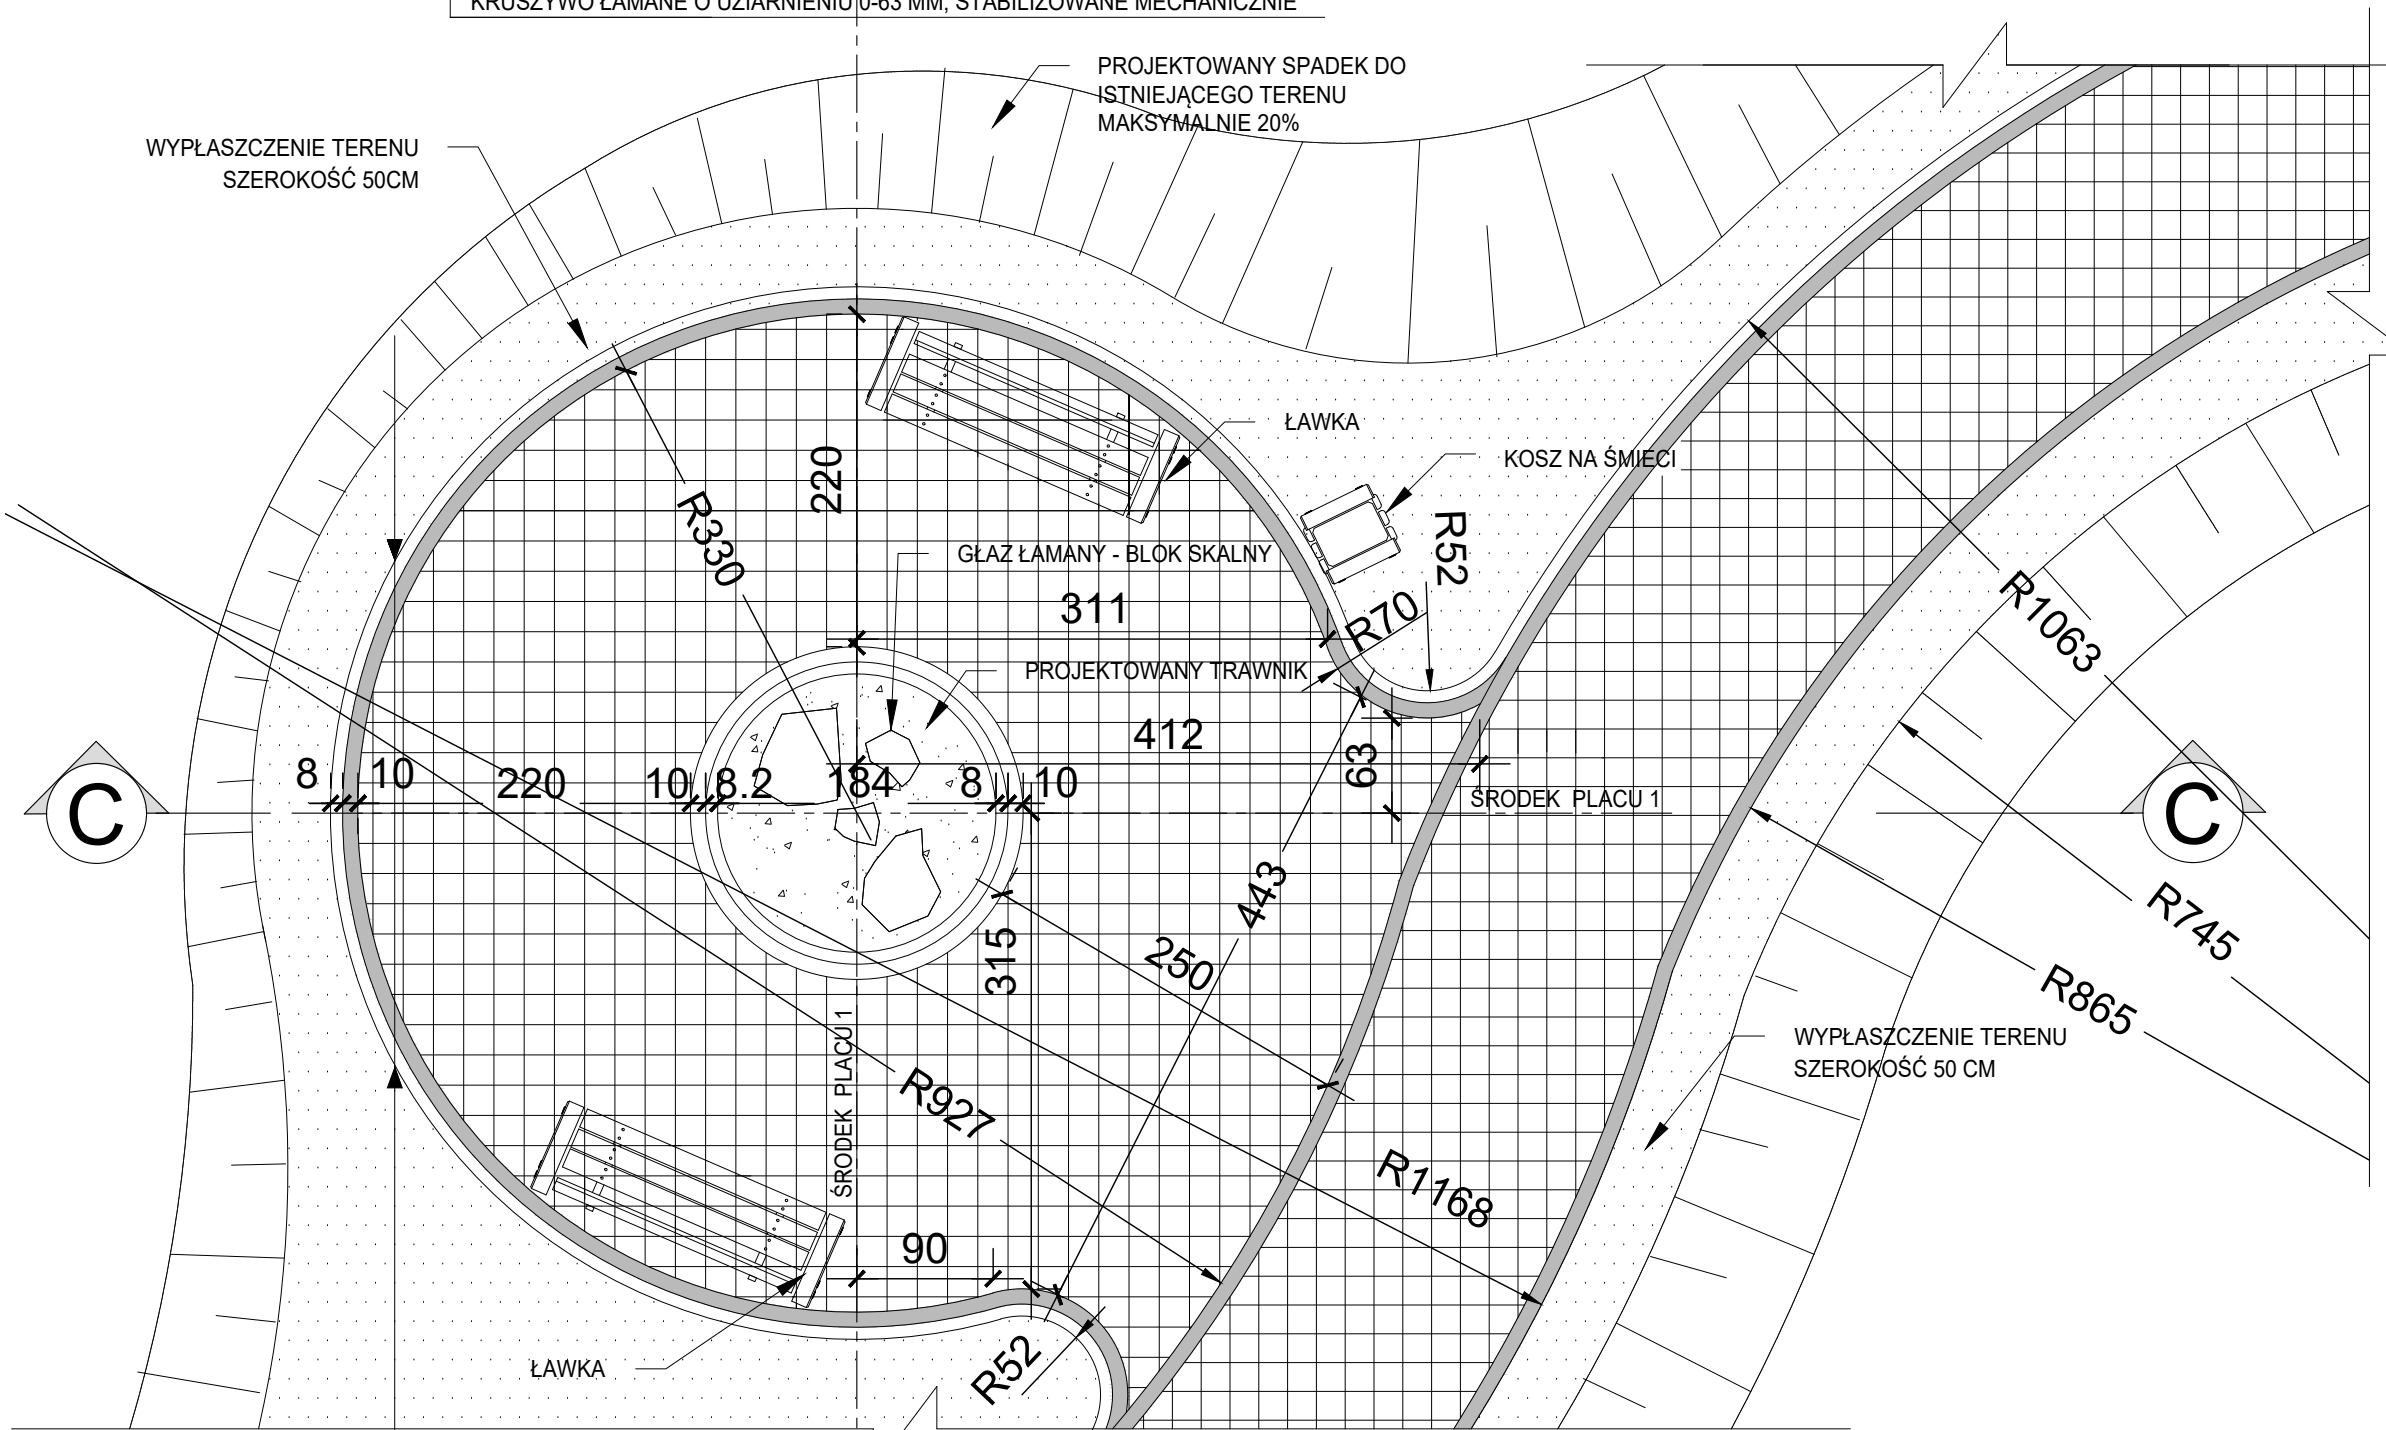 KRUSZYWO ŁAMANE O UZIARNIENIU 0-63 MM, STABILIZOWANE MECHANICZNIE
PROJEKTOWANY SPADEK DO
ISTNIEJĄCEGO TERENU
MAKSYMALNIE 20%
WYPŁASZCZENIE TERENU
SZEROKOŚĆ 50CM
ŁAWKA
KOSZ NA ŚMIECI
220
R330
R52
GŁAZ ŁAMANY - BLOK SKALNY
311
R70
R1063
PROJEKTOWANY TRAWNIK
412
63
8
10
220
10
8.2
184
8
10
ŚRODEK PLACU 1
C
C
443
R745
315
250
R865
ŚRODEK PLACU 1
WYPŁASZCZENIE TERENU
SZEROKOŚĆ 50 CM
R927
R1168
90
ŁAWKA
R52